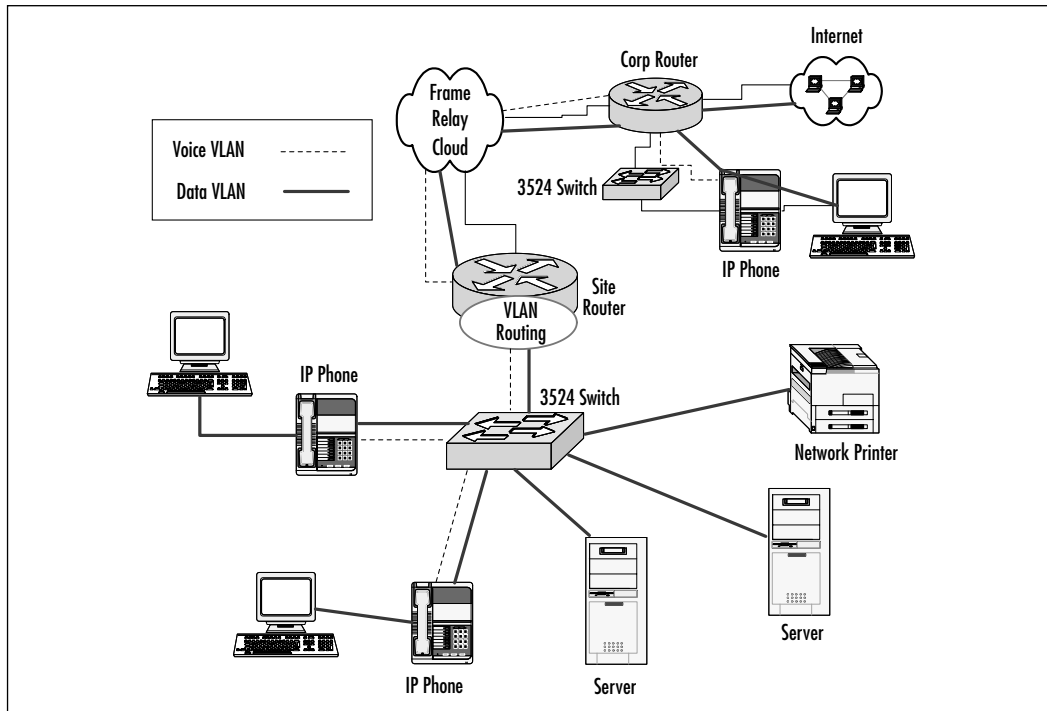 Internet
Corp Router
Frame
Relay
Cloud
Voice VLAN
Data VLAN
3524 Switch
IP Phone
Site
Router
VLAN
Routing
IP Phone
3524 Switch
Network Printer
IP Phone
Server
Server